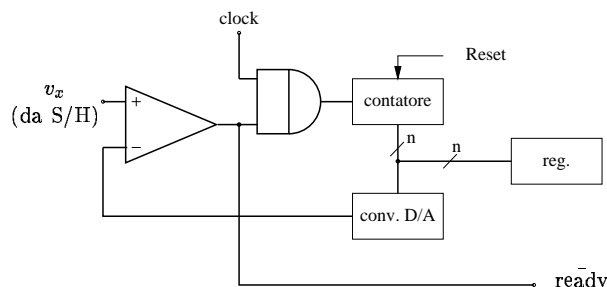 clock
Reset
v_x
(da S/H)
+
contatore
−
n
n
reg.
conv. D/A
ready